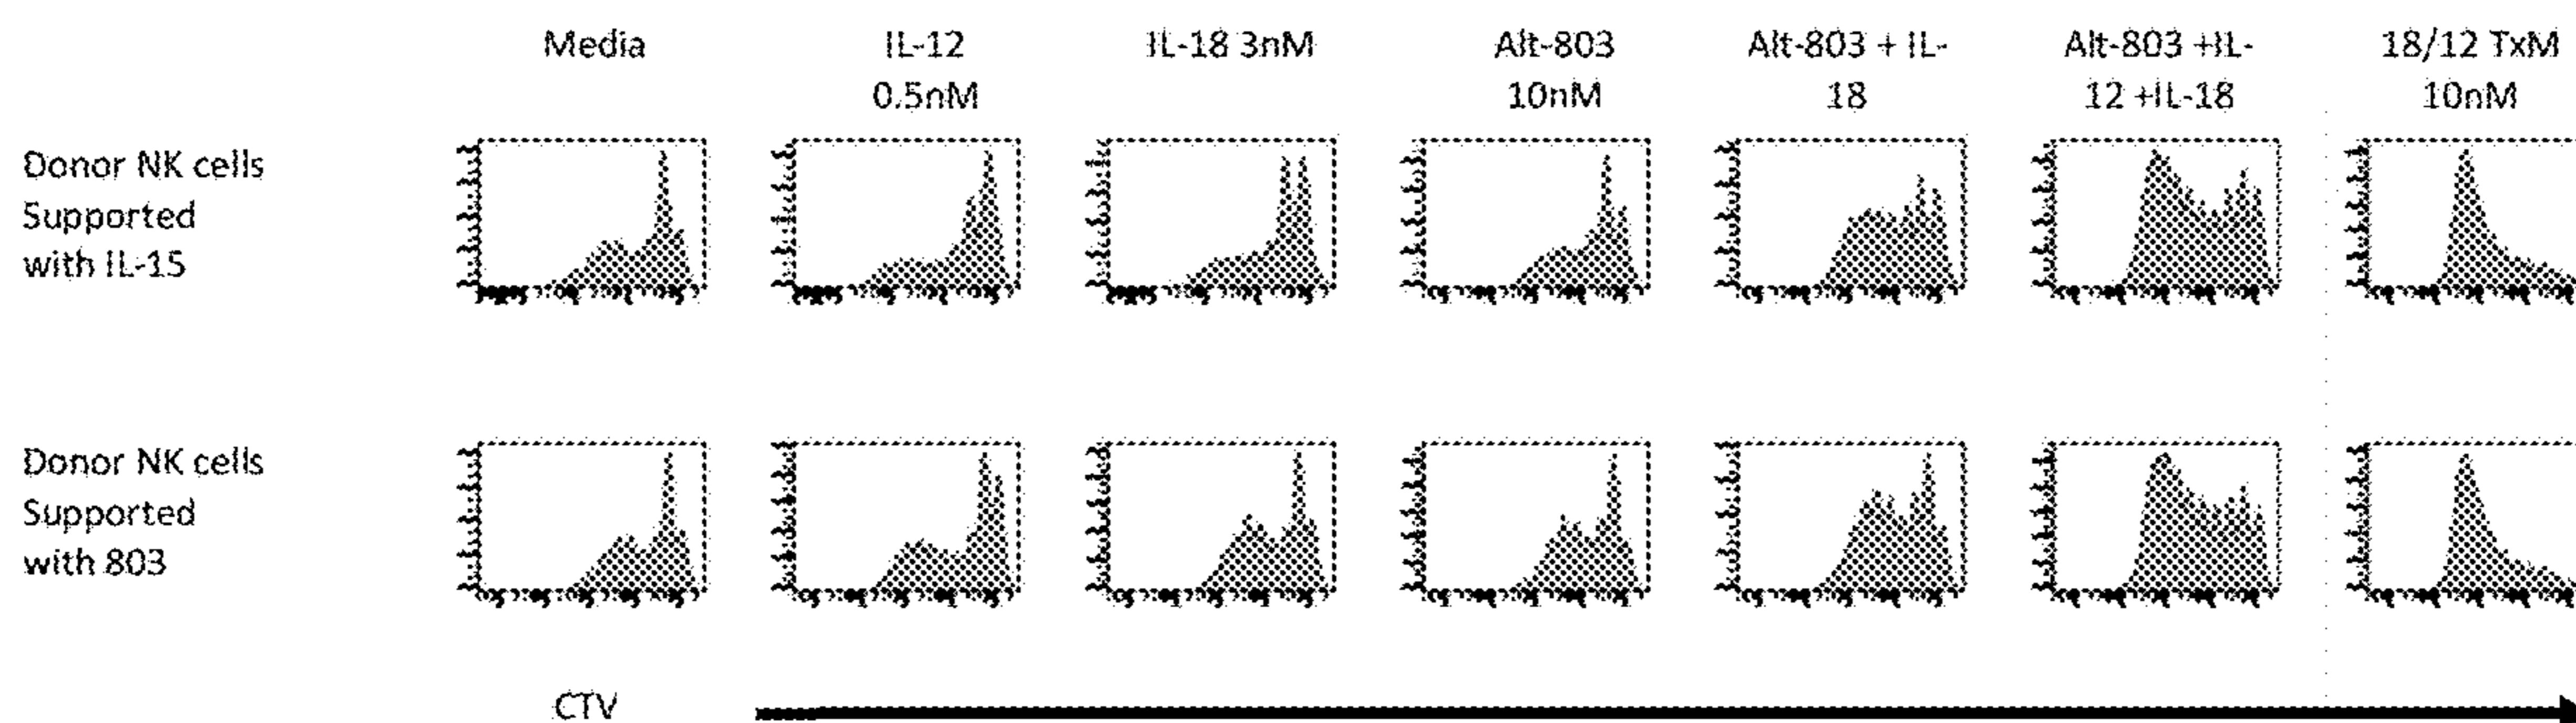 Media
IL-12
0.5nM
IL-18 3nM
Alt-803
10nM
Alt-803 + IL-
18
Alt-803 +IL-
12 +IL-18
18/12 TxM
10nM
Donor NK cells
Supported
with IL-15
Donor NK cells
Supported
with 803
CTV